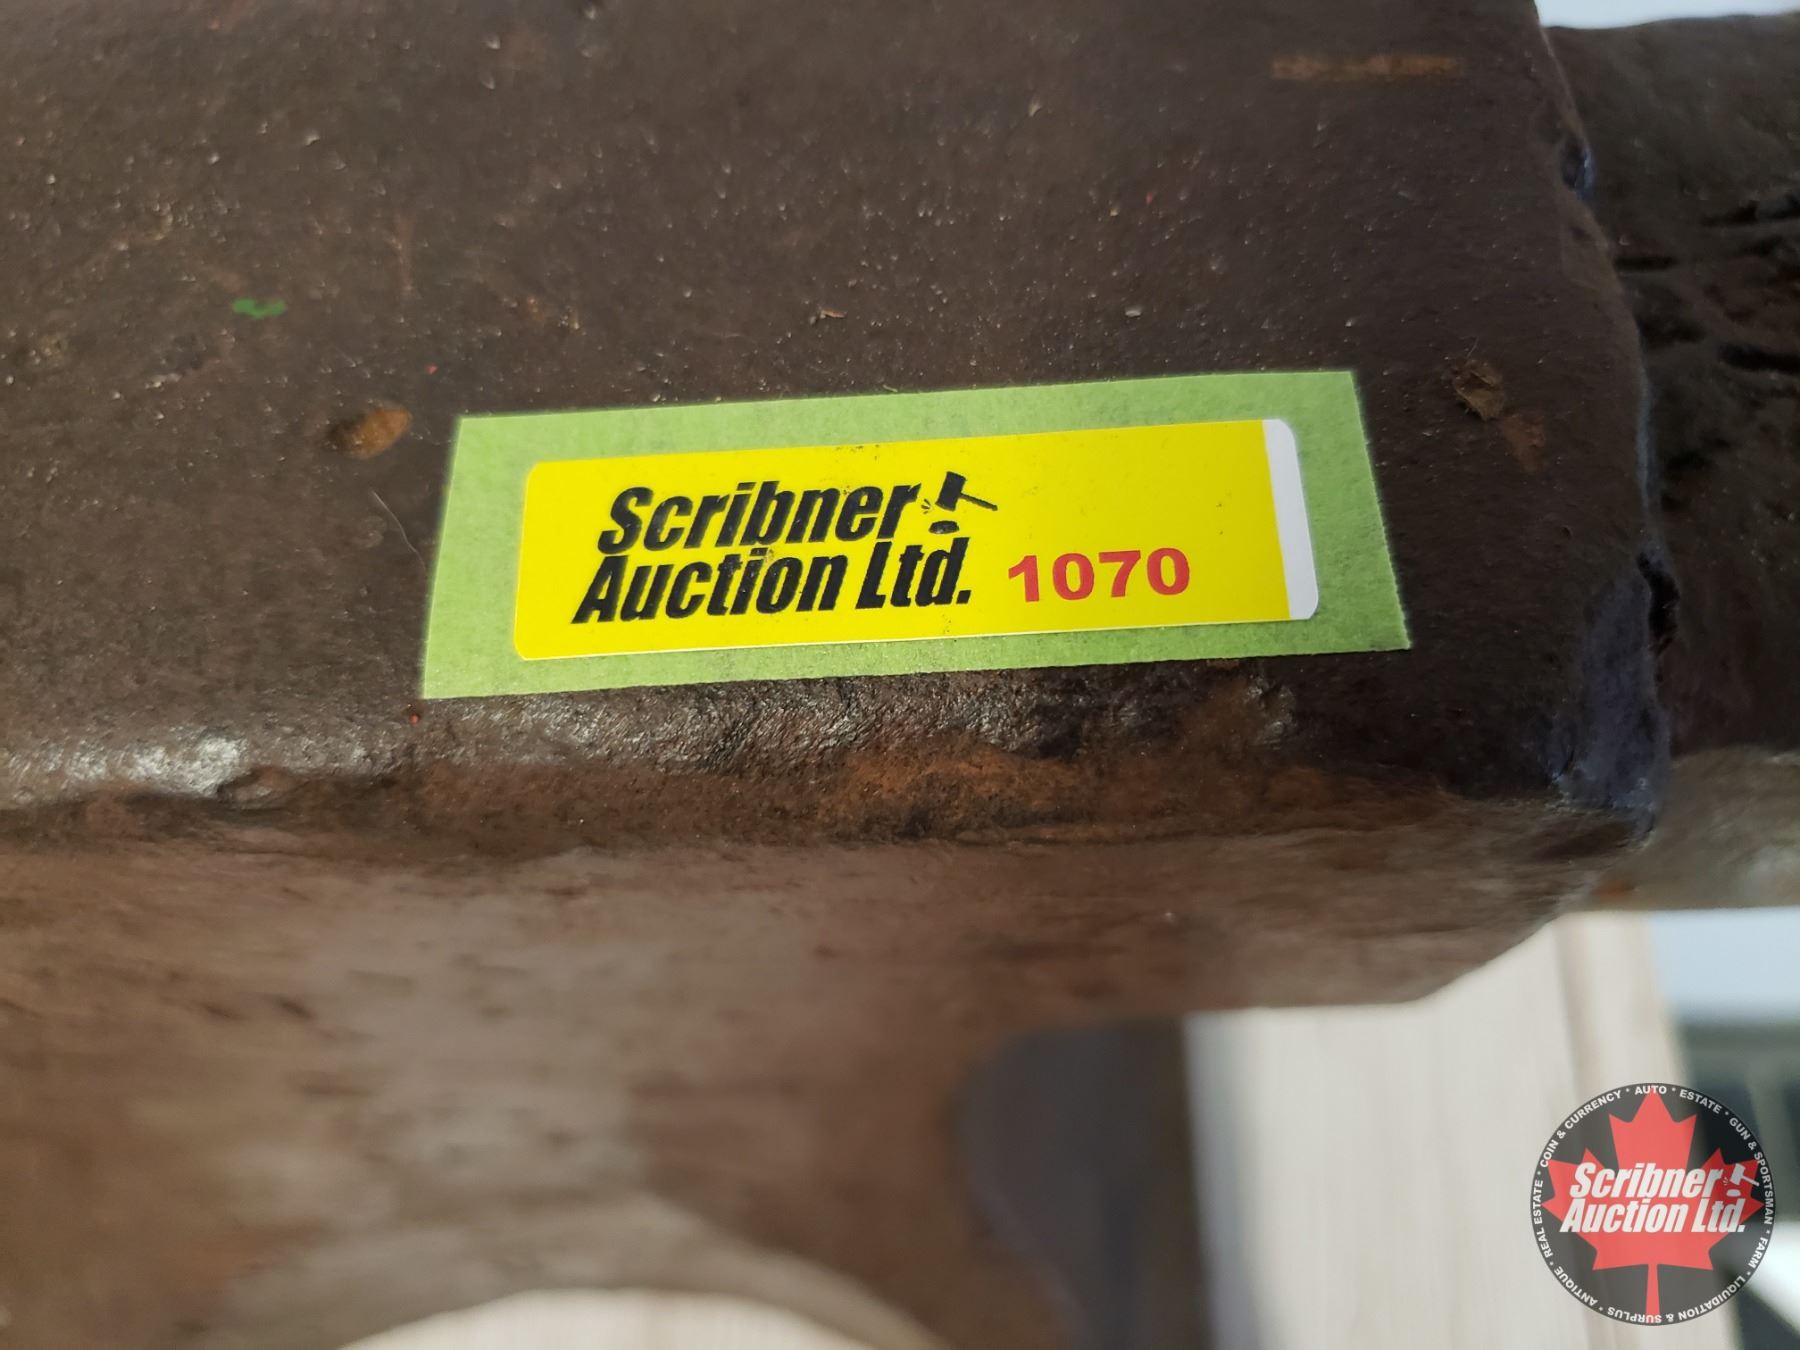 Scribner
Auction Ltd. 1070
REAL ESTATE * COIN & CURRENCY * AUTO * ESTATE * GUN & SPORTSMAN * FARM * LIQUIDATION & SURPLUS * ANTIQUE *
Scribner
Auction Ltd.